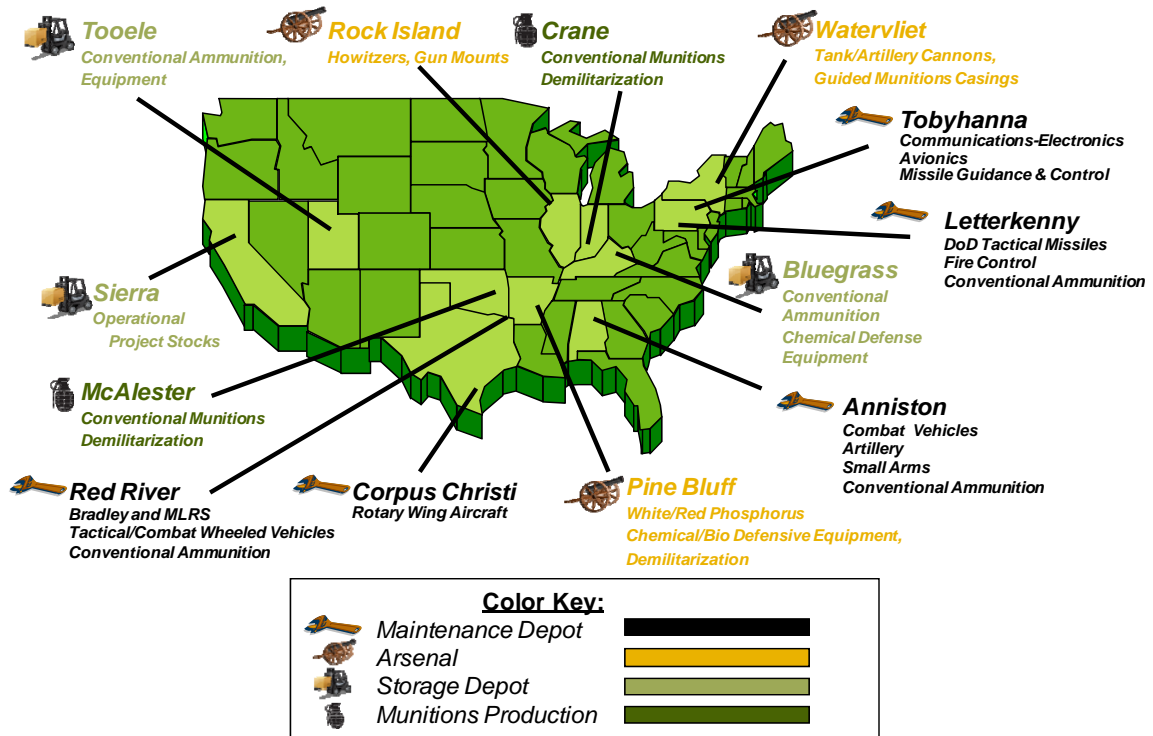 Tooele
Conventional Ammunition,
Equipment
Rock Island
Howitzers, Gun Mounts
Crane
Conventional Munitions
Demilitarization
Watervliet
Tank/Artillery Cannons,
Guided Munitions Casings
Tobyhanna
Communications-Electronics
Avionics
Missile Guidance & Control
Letterkenny
DoD Tactical Missiles
Fire Control
Conventional Ammunition
Bluegrass
Conventional
Ammunition
Chemical Defense
Equipment
Sierra
Operational
Project Stocks
McAlester
Conventional Munitions
Demilitarization
Anniston
Combat Vehicles
Artillery
Small Arms
Conventional Ammunition
Red River
Bradley and MLRS
Tactical/Combat Wheeled Vehicles
Conventional Ammunition
Corpus Christi
Rotary Wing Aircraft
Pine Bluff
White/Red Phosphorus
Chemical/Bio Defensive Equipment,
Demilitarization
Color Key:
Maintenance Depot
Arsenal
Storage Depot
Munitions Production